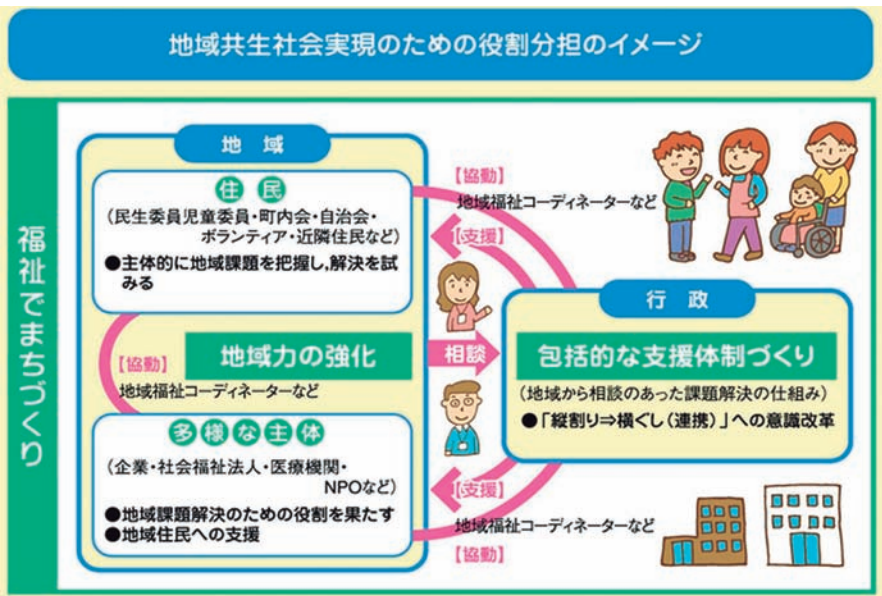 地域共生社会実現のための役割分担のイメージ
福祉でまちづくり
地域
住民
(民生委員児童委員・町内会・自治会・
ボランティア・近隣住民など)
●主体的に地域課題を把握し,解決を試
みる
【協働】
地域福祉コーディネーターなど
【支援】
地域力の強化
【協働】
地域福祉コーディネーターなど
相談
行政
包括的な支援体制づくり
(地域から相談のあった課題解決の仕組み)
●「縦割り⇒横ぐし(連携)」への意識改革
多様な主体
(企業・社会福祉法人・医療機関・
NPOなど)
●地域課題解決のための役割を果たす
●地域住民への支援
【支援】
地域福祉コーディネーターなど
【協働】